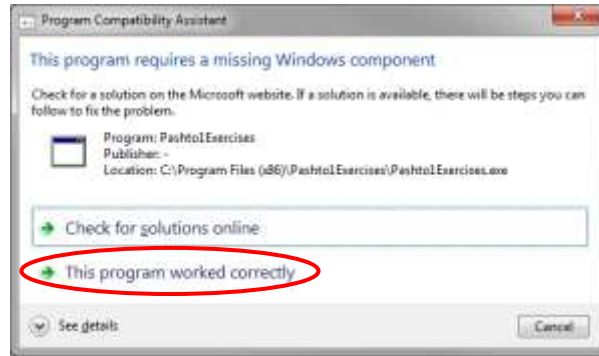 Program Compatibility Assistant
This program requires a missing Windows component
Check for a solution on the Microsoft website. If a solution is available, there will be steps you can
follow to fix the problem.
Program: Pashto1Exercises
Publisher: -
Location: C:\Program Files (x86)\Pashto1Exercises\Pashto1Exercises.exe
Check for solutions online
This program worked correctly
See details
Cancel